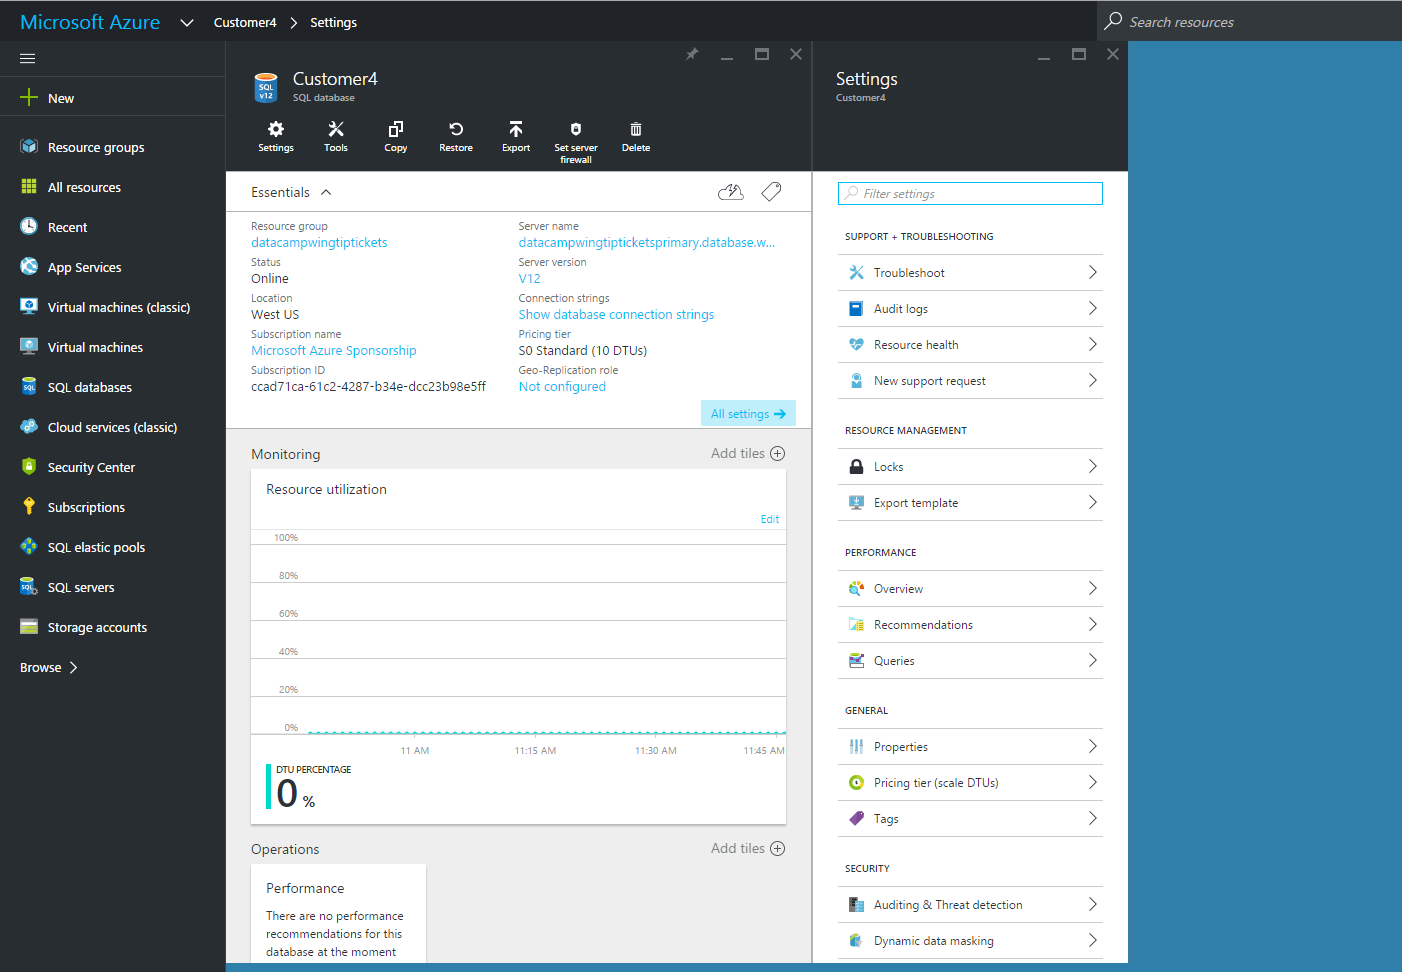 Microsoft Azure
Customer4
Settings
Search resources
New
Resource groups
All resources
Recent
App Services
Virtual machines (classic)
Virtual machines
SQL databases
Cloud services (classic)
Security Center
Subscriptions
SQL elastic pools
SQL servers
Storage accounts
Browse
SQL
v12
Customer4
SQL database
Settings
Tools
Copy
Restore
Export
Set server
firewall
Delete
Essentials
Resource group
datacampwingtiptickets
Status
Online
Location
West US
Subscription name
Microsoft Azure Sponsorship
Subscription ID
ccad71ca-61c2-4287-b34e-dcc23b98e5ff
Server name
datacampwingtipticketsprimary.database.w...
Server version
V12
Connection strings
Show database connection strings
Pricing tier
S0 Standard (10 DTUs)
Geo-Replication role
Not configured
All settings
Monitoring
Add tiles
Resource utilization
Edit
100%
80%
60%
40%
20%
0%
11 AM
11:15 AM
11:30 AM
11:45 AM
DTU PERCENTAGE
0 %
Operations
Add tiles
Performance
There are no performance
recommendations for this
database at the moment
Settings
Customer4
Filter settings
SUPPORT + TROUBLESHOOTING
Troubleshoot
Audit logs
Resource health
New support request
RESOURCE MANAGEMENT
Locks
Export template
PERFORMANCE
Overview
Recommendations
Queries
GENERAL
Properties
Pricing tier (scale DTUs)
Tags
SECURITY
Auditing & Threat detection
Dynamic data masking